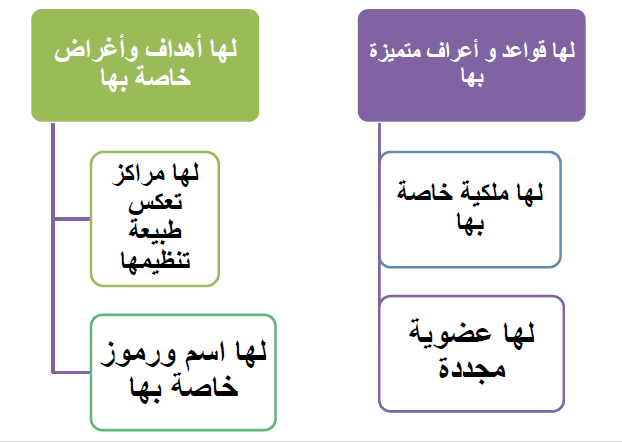 لها قواعد و أعراف متميزة
بها
لها ملكية خاصة
بها
لها عضوية
مجددة
لها أهداف وأغراض
خاصة بها
لها مراكز
تعكس
طبيعة
تنظيمها
لها اسم ورموز
خاصة بها